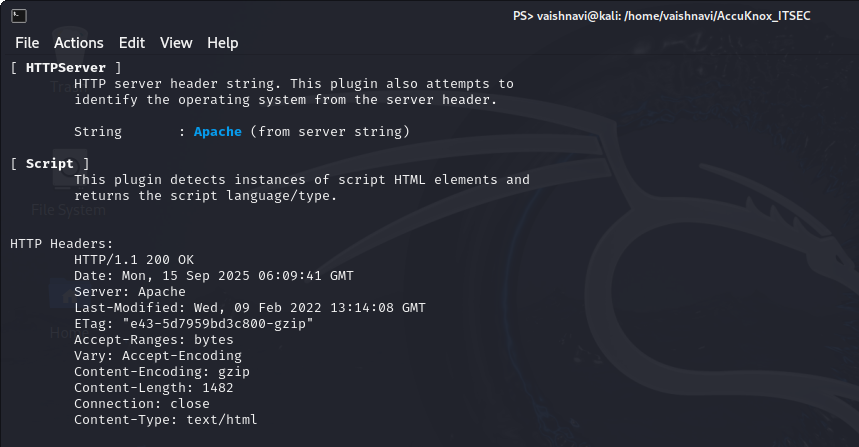 PS> vaishnavi@kali: /home/vaishnavi/AccuKnox_ITSEC
File Actions Edit View Help
[ HTTPServer ]
HTTP server header string. This plugin also attempts to
identify the operating system from the server header.
String : Apache (from server string)
[ Script ]
This plugin detects instances of script HTML elements and
returns the script language/type.
File System
HTTP Headers:
HTTP/1.1 200 OK
Date: Mon, 15 Sep 2025 06:09:41 GMT
Server: Apache
Last-Modified: Wed, 09 Feb 2022 13:14:08 GMT
ETag: "e43-5d7959bd3c800-gzip"
Accept-Ranges: bytes
Vary: Accept-Encoding
Content-Encoding: gzip
Content-Length: 1482
Connection: close
Content-Type: text/html